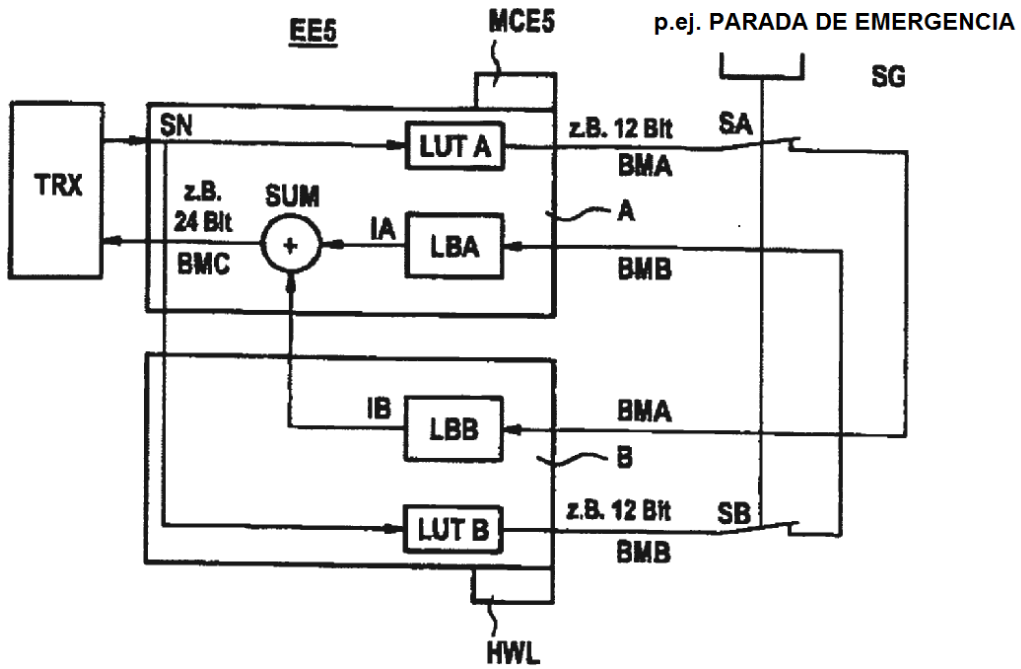 EE5
MCE5
p.ej. PARADA DE EMERGENCIA
SG
TRX
SN
LUT A
z.B. 12 Bit
BMA
SA
z.B.
24 Bit
BMC
SUM
+
IA
LBA
A
BMB
IB
LBB
BMA
B
LUT B
z.B. 12 Bit
BMB
SB
HWL